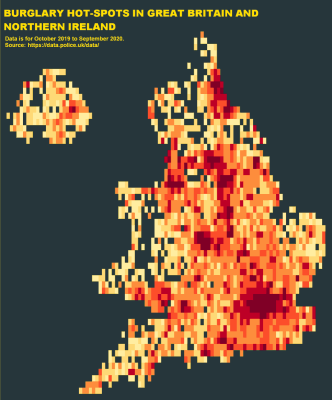 BURGLARY HOT-SPOTS IN GREAT BRITAIN AND
NORTHERN IRELAND
Data is for October 2019 to September 2020.
Source: https://data.police.uk/data/